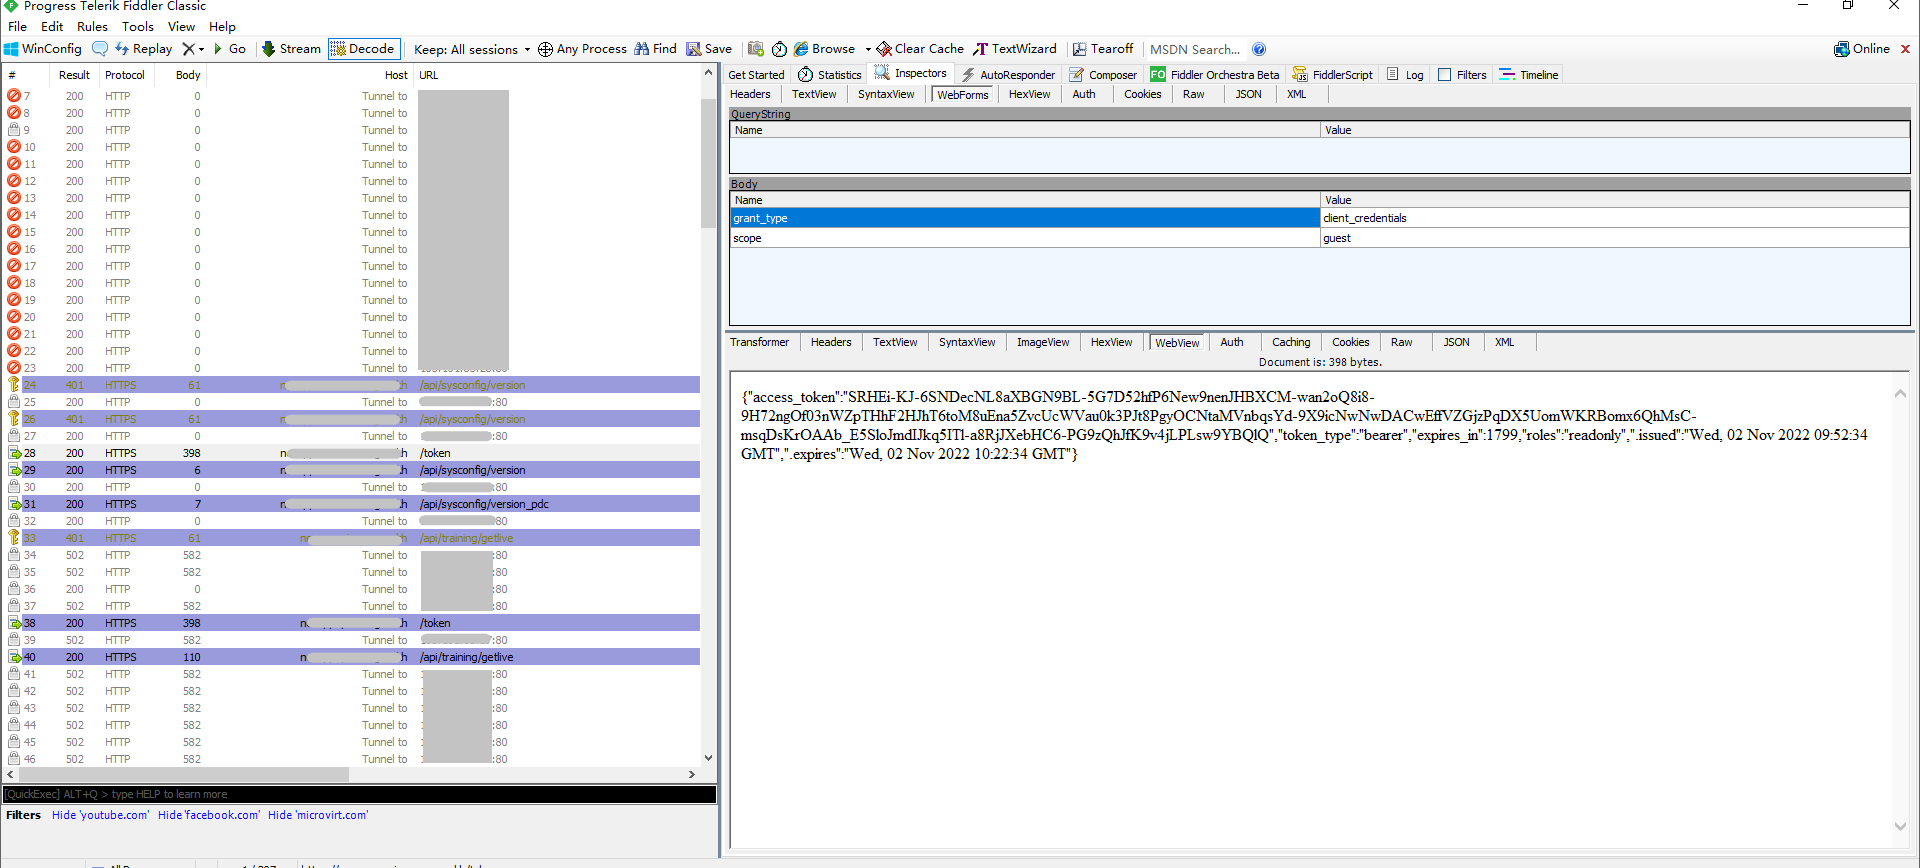 Progress Telerik Fiddler Classic
File Edit Rules Tools View Help
WinConfig Replay Go Stream Decode Keep: All sessions Any Process Find Save Browse Clear Cache TextWizard Tearoff MSDN Search... Online
# Result Protocol Body Host URL
7 200 HTTP 0 Tunnel to
8 200 HTTP 0 Tunnel to
9 200 HTTP 0 Tunnel to
10 200 HTTP 0 Tunnel to
11 200 HTTP 0 Tunnel to
12 200 HTTP 0 Tunnel to
13 200 HTTP 0 Tunnel to
14 200 HTTP 0 Tunnel to
15 200 HTTP 0 Tunnel to
16 200 HTTP 0 Tunnel to
17 200 HTTP 0 Tunnel to
18 200 HTTP 0 Tunnel to
19 200 HTTP 0 Tunnel to
20 200 HTTP 0 Tunnel to
21 200 HTTP 0 Tunnel to
22 200 HTTP 0 Tunnel to
23 200 HTTP 0 Tunnel to
24 401 HTTPS 61 n h /api/sysconfig/version
25 200 HTTP 0 Tunnel to :80
26 401 HTTPS 61 n h /api/sysconfig/version
27 200 HTTP 0 Tunnel to :80
28 200 HTTPS 398 n h /token
29 200 HTTPS 6 n h /api/sysconfig/version
30 200 HTTP 0 Tunnel to :80
31 200 HTTPS 7 n h /api/sysconfig/version_pdc
32 200 HTTP 0 Tunnel to :80
33 401 HTTPS 61 n h /api/training/getlive
34 502 HTTP 582 Tunnel to :80
35 502 HTTP 582 Tunnel to :80
36 200 HTTP 0 Tunnel to :80
37 502 HTTP 582 Tunnel to :80
38 200 HTTPS 398 n h /token
39 502 HTTP 582 Tunnel to :80
40 200 HTTPS 110 n h /api/training/getlive
41 502 HTTP 582 Tunnel to :80
42 502 HTTP 582 Tunnel to :80
43 502 HTTP 582 Tunnel to :80
44 502 HTTP 582 Tunnel to :80
45 502 HTTP 582 Tunnel to :80
46 502 HTTP 582 Tunnel to :80
[QuickExec] ALT+Q > type HELP to learn more
Filters Hide 'youtube.com' Hide 'facebook.com' Hide 'microvirt.com'
Get Started Statistics Inspectors AutoResponder Composer FO Fiddler Orchestra Beta FiddlerScript Log Filters Timeline
Headers TextView SyntaxView WebForms HexView Auth Cookies Raw JSON XML
QueryString
Name Value
Body
Name Value
grant_type client_credentials
scope guest
Transformer Headers TextView SyntaxView ImageView HexView WebView Auth Caching Cookies Raw JSON XML
Document is: 398 bytes.
{"access_token":"SRHEi-KJ-6SNDecNL8aXBGN9BL-5G7D52hfP6New9nenJHBXCM-wan2oQ8i8-
9H72ngOf03nWZpTHhF2HJhT6toM8uEna5ZvcUcWVau0k3PJt8PgyOCNtaMVnbqsYd-9X9icNwNwDACwEffVZGjzPqDX5UomWKRBomx6QhMsC-
msqDsKrOAAb_E5SloJmdIJkq5ITl-a8RjJXebHC6-PG9zQhJfK9v4jLPLsw9YBQlQ","token_type":"bearer","expires_in":1799,"roles":"readonly",".issued":"Wed, 02 Nov 2022 09:52:34
GMT",".expires":"Wed, 02 Nov 2022 10:22:34 GMT"}